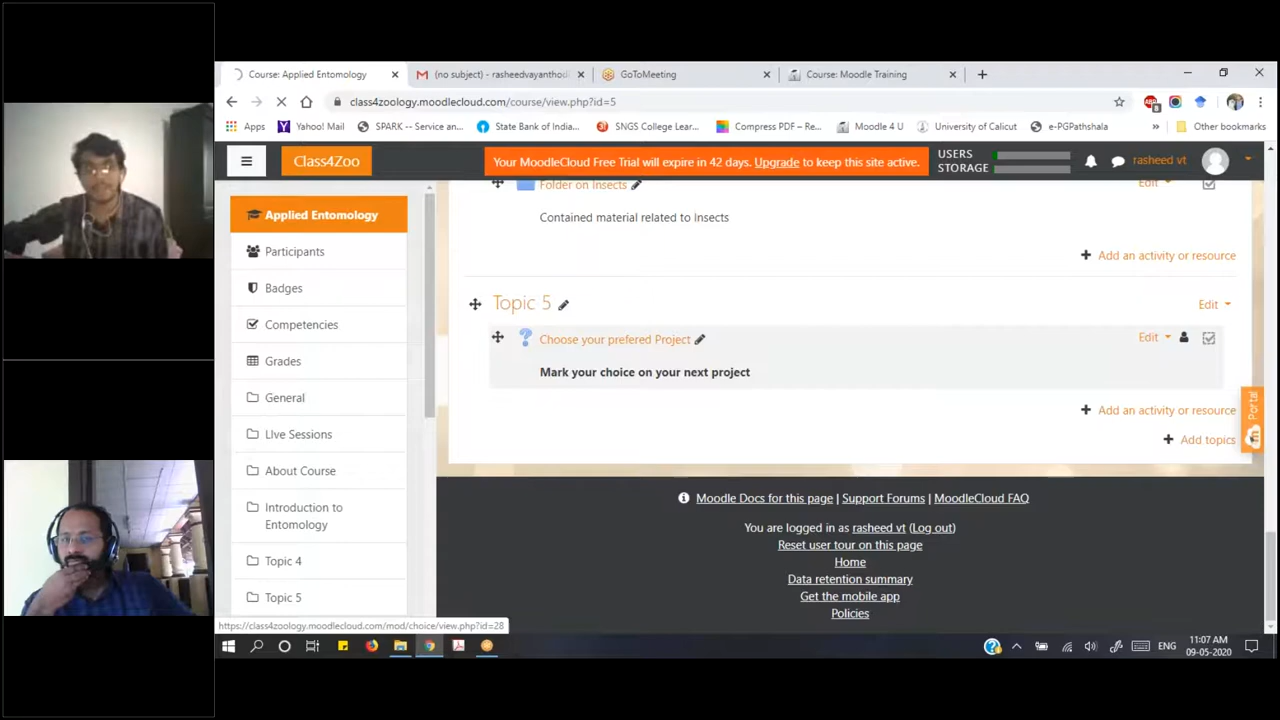 Course: Applied Entomology
(no subject) - rasheedvayanthod
GoToMeeting
Course: Moodle Training
class4zoology.moodlecloud.com/course/view.php?id=5
Apps
Yahoo! Mail
SPARK -- Service an...
State Bank of India...
SNGS College Lear...
Compress PDF – Re...
Moodle 4 U
University of Calicut
e-PGPathshala
»
Other bookmarks
Class4Zoo
Your MoodleCloud Free Trial will expire in 42 days. Upgrade to keep this site active.
USERS
STORAGE
rasheed vt
Applied Entomology
Participants
Badges
Competencies
Grades
General
LIve Sessions
About Course
Introduction to
Entomology
Topic 4
Topic 5
Folder on Insects
Edit
Contained material related to Insects
Add an activity or resource
Topic 5
Edit
Choose your prefered Project
Edit
Mark your choice on your next project
Add an activity or resource
Add topics
Portal
Moodle Docs for this page | Support Forums | MoodleCloud FAQ
You are logged in as rasheed vt (Log out)
Reset user tour on this page
Home
Data retention summary
Get the mobile app
Policies
https://class4zoology.moodlecloud.com/mod/choice/view.php?id=28
ENG
11:07 AM
09-05-2020